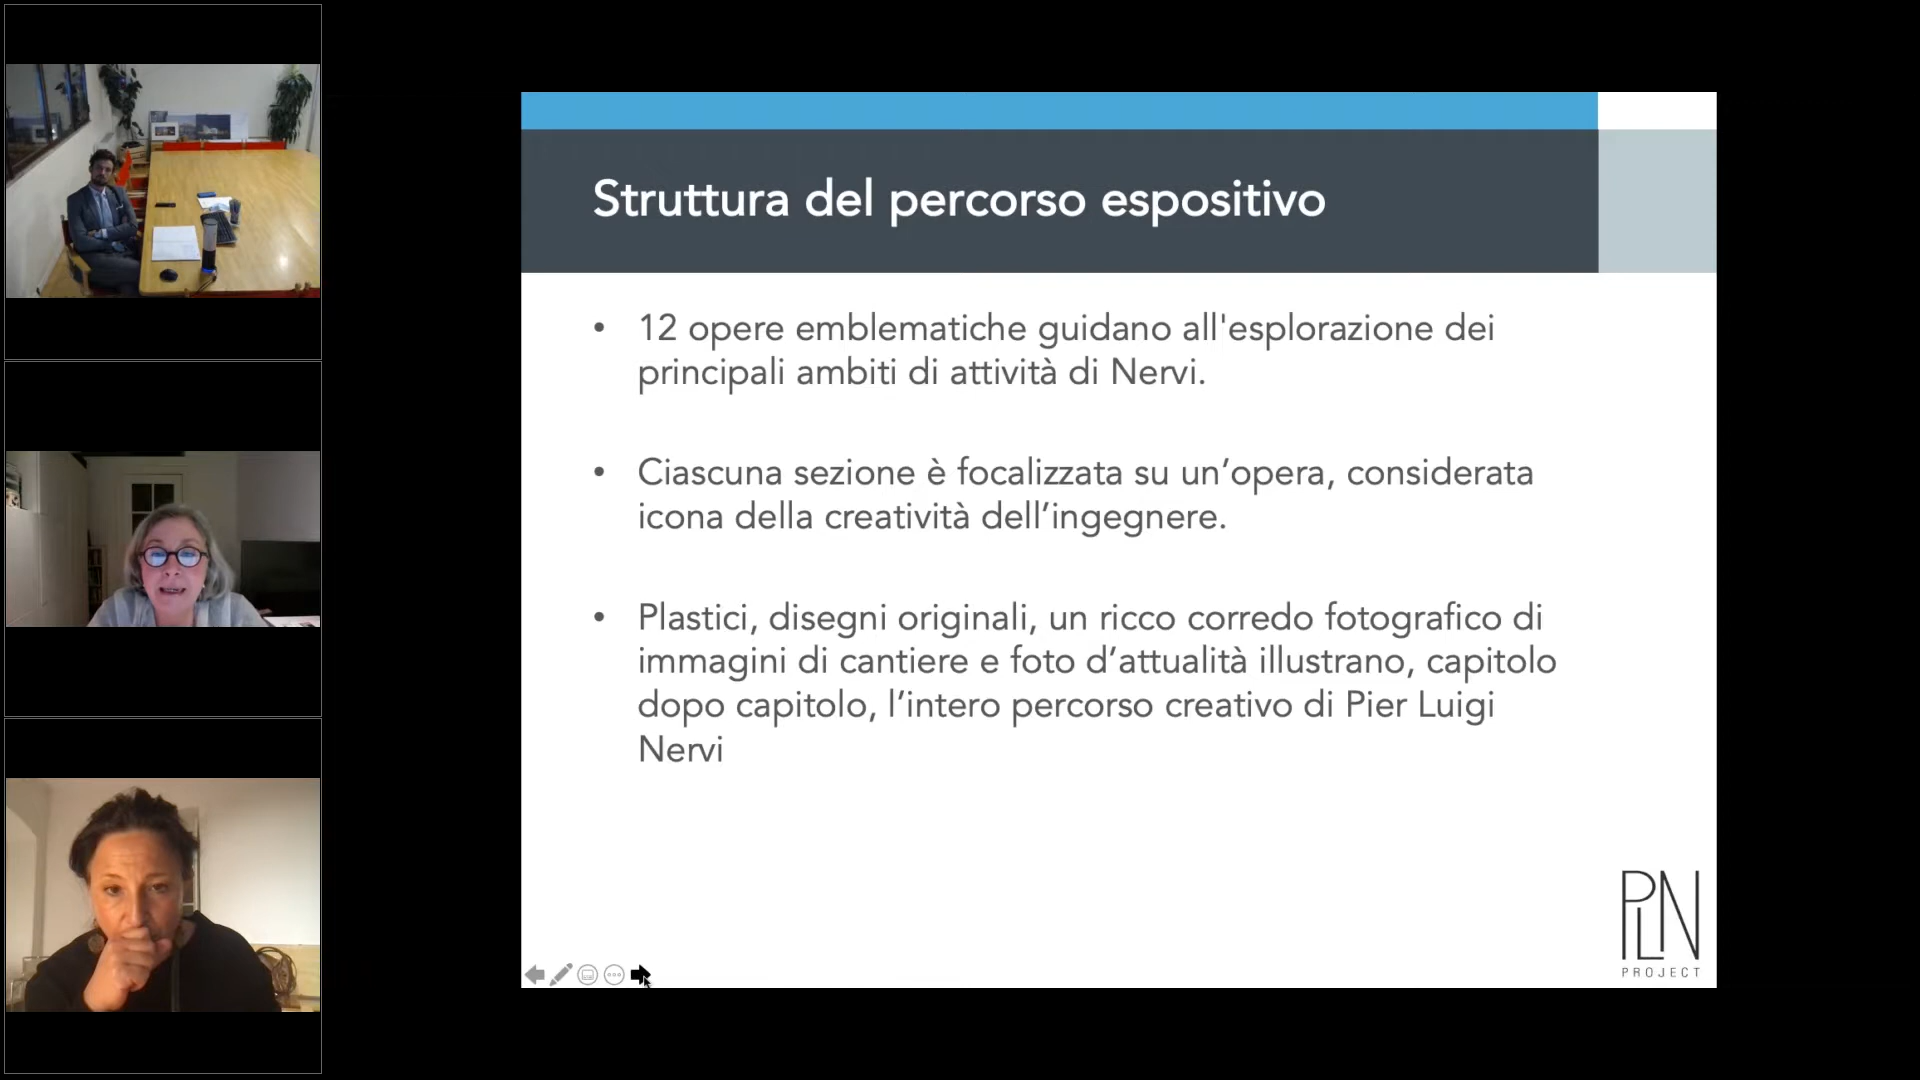 Struttura del percorso espositivo
• 12 opere emblematiche guidano all'esplorazione dei
principali ambiti di attività di Nervi.
• Ciascuna sezione è focalizzata su un’opera, considerata
icona della creatività dell’ingegnere.
• Plastici, disegni originali, un ricco corredo fotografico di
immagini di cantiere e foto d’attualità illustrano, capitolo
dopo capitolo, l’intero percorso creativo di Pier Luigi
Nervi
PLN
PROJECT